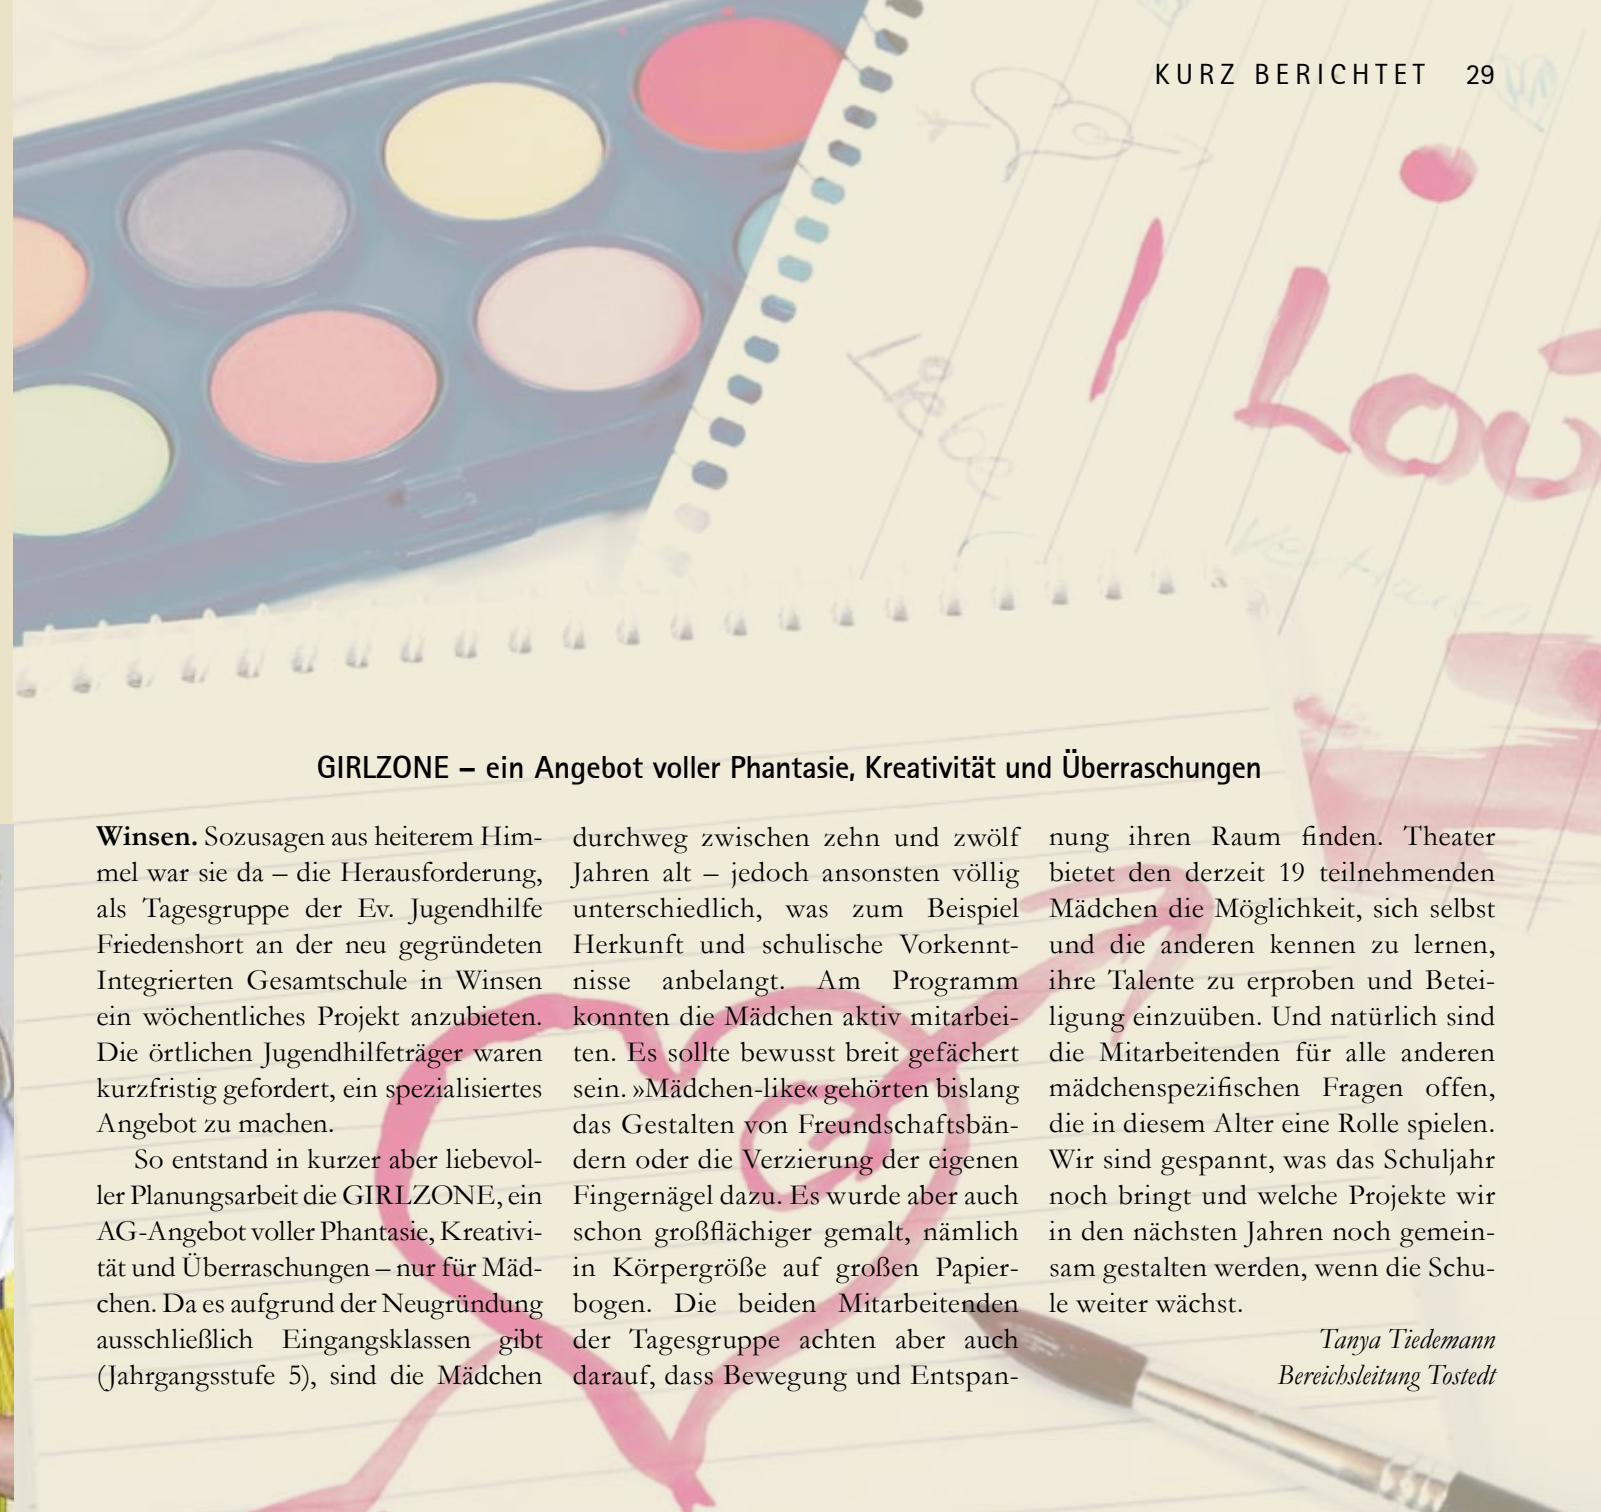 KURZ BERICHTET 29
I Lov
Liebe
Vertrauen
GIRLZONE – ein Angebot voller Phantasie, Kreativität und Überraschungen
Winsen. Sozusagen aus heiterem Him-
mel war sie da – die Herausforderung,
als Tagesgruppe der Ev. Jugendhilfe
Friedenshort an der neu gegründeten
Integrierten Gesamtschule in Winsen
ein wöchentliches Projekt anzubieten.
Die örtlichen Jugendhilfeträger waren
kurzfristig gefordert, ein spezialisiertes
Angebot zu machen.
So entstand in kurzer aber liebevol-
ler Planungsarbeit die GIRLZONE, ein
AG-Angebot voller Phantasie, Kreativi-
tät und Überraschungen – nur für Mäd-
chen. Da es aufgrund der Neugründung
ausschließlich Eingangsklassen gibt
(Jahrgangsstufe 5), sind die Mädchen
durchweg zwischen zehn und zwölf
Jahren alt – jedoch ansonsten völlig
unterschiedlich, was zum Beispiel
Herkunft und schulische Vorkennt-
nisse anbelangt. Am Programm
konnten die Mädchen aktiv mitarbei-
ten. Es sollte bewusst breit gefächert
sein. »Mädchen-like« gehörten bislang
das Gestalten von Freundschaftsbän-
dern oder die Verzierung der eigenen
Fingernägel dazu. Es wurde aber auch
schon großflächiger gemalt, nämlich
in Körpergröße auf großen Papier-
bogen. Die beiden Mitarbeitenden
der Tagesgruppe achten aber auch
darauf, dass Bewegung und Entspan-
nung ihren Raum finden. Theater
bietet den derzeit 19 teilnehmenden
Mädchen die Möglichkeit, sich selbst
und die anderen kennen zu lernen,
ihre Talente zu erproben und Betei-
ligung einzuüben. Und natürlich sind
die Mitarbeitenden für alle anderen
mädchenspezifischen Fragen offen,
die in diesem Alter eine Rolle spielen.
Wir sind gespannt, was das Schuljahr
noch bringt und welche Projekte wir
in den nächsten Jahren noch gemein-
sam gestalten werden, wenn die Schu-
le weiter wächst.
Tanya Tiedemann
Bereichsleitung Tostedt